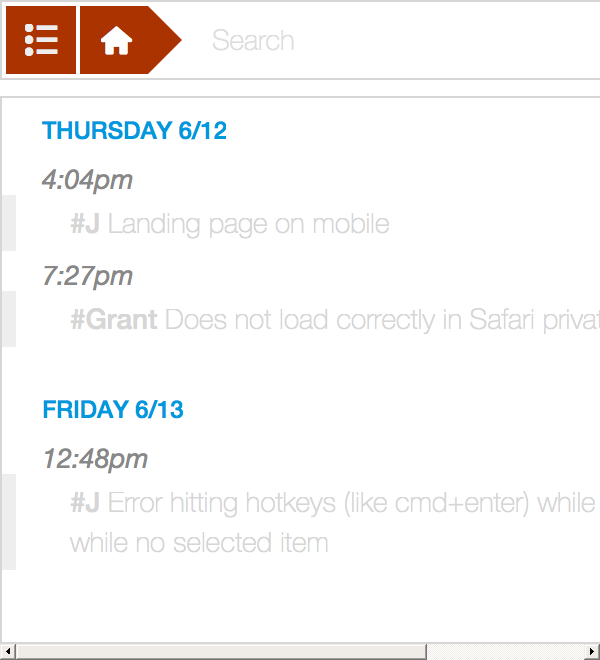 Search
THURSDAY 6/12
4:04pm
#J Landing page on mobile
7:27pm
#Grant Does not load correctly in Safari
FRIDAY 6/13
12:48pm
#J Error hitting hotkeys (like cmd+enter) while
while no selected item